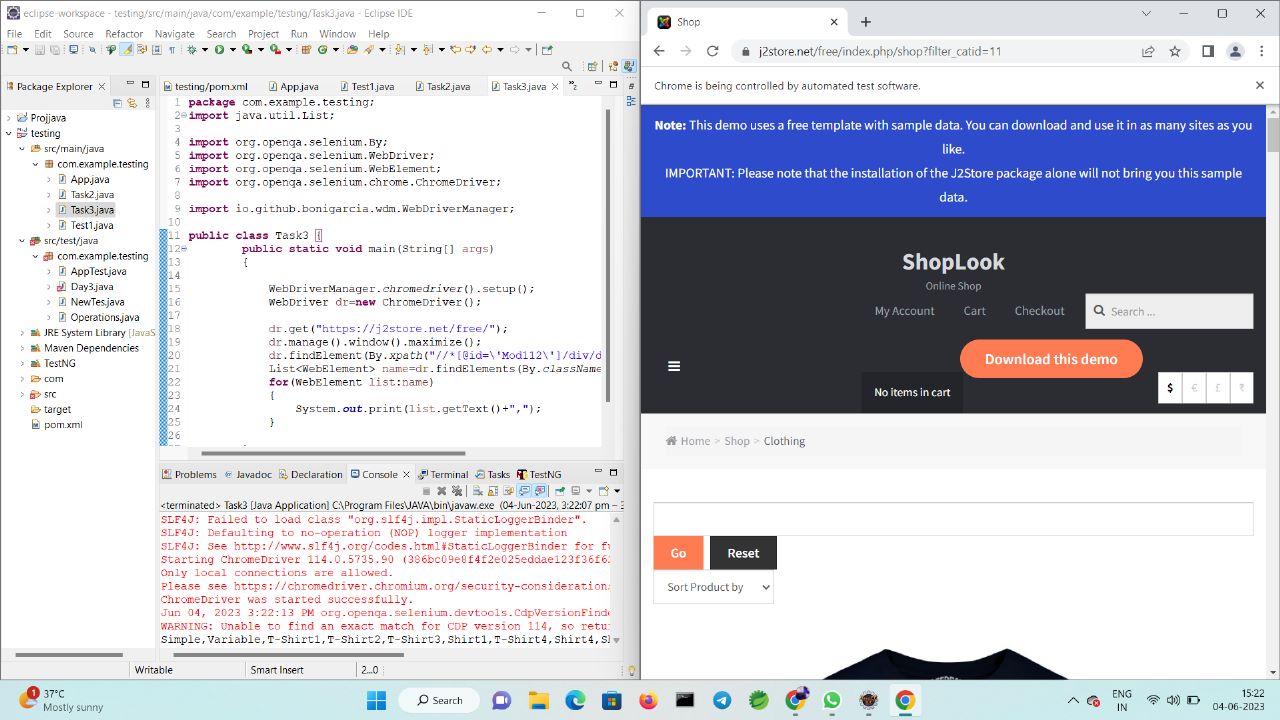 eclipse-workspace - testing/src/main/java/com/example/testing/Task3.java - Eclipse IDE
File Edit Source Refactor Navigate Search Project Run Window Help
Package Explorer
Projjava
testing
src/main/java
com.example.testing
App.java
Task2.java
Task3.java
Test1.java
src/test/java
com.example.testing
AppTest.java
Day3.java
NewTes.java
Operations.java
JRE System Library [JavaS
Maven Dependencies
TestNG
com
src
target
pom.xml
testing/pom.xml App.java Test1.java Task2.java Task3.java
1 package com.example.testing;
2 import java.util.List;
3
4 import org.openqa.selenium.By;
5 import org.openqa.selenium.WebDriver;
6 import org.openqa.selenium.WebElement;
7 import org.openqa.selenium.chrome.ChromeDriver;
8
9 import io.github.bonigarcia.wdm.WebDriverManager;
10
11 public class Task3 {
12 public static void main(String[] args)
13 {
14
15 WebDriverManager.chromedriver().setup();
16 WebDriver dr=new ChromeDriver();
17
18 dr.get("https://j2store.net/free/");
19 dr.manage().window().maximize();
20 dr.findElement(By.xpath("//*[@id=\'Mod112\']/div/d
21 List<WebElement> name=dr.findElements(By.className
22 for(WebElement list:name)
23 {
24 System.out.print(list.getText()+",");
25 }
26
Problems Javadoc Declaration Console Terminal Tasks TestNG
<terminated> Task3 [Java Application] C:\Program Files\JAVA\bin\javaw.exe (04-Jun-2023, 3:22:07 pm – 3
SLF4J: Failed to load class "org.slf4j.impl.StaticLoggerBinder".
SLF4J: Defaulting to no-operation (NOP) logger implementation
SLF4J: See http://www.slf4j.org/codes.html#StaticLoggerBinder for fu
Starting ChromeDriver 114.0.5735.90 (386bc09e8f4f2e025eddae123f36f6
Only local connections are allowed.
Please see https://chromedriver.chromium.org/security-consideration
ChromeDriver was started successfully.
Jun 04, 2023 3:22:13 PM org.openqa.selenium.devtools.CdpVersionFinde
WARNING: Unable to find an exact match for CDP version 114, so retur
Simple,Variable,T-Shirt1,T-Shirt2,T-Shirt3,Shirt1,T-Shirt4,Shirt4,S
Writable Smart Insert 2...0
Shop
j2store.net/free/index.php/shop?filter_catid=11
Chrome is being controlled by automated test software.
Note: This demo uses a free template with sample data. You can download and use it in as many sites as you
like.
IMPORTANT: Please note that the installation of the J2Store package alone will not bring you this sample
data.
ShopLook
Online Shop
My Account Cart Checkout Search ...
Download this demo
No items in cart $ € £ ₹
Home > Shop > Clothing
Go Reset
Sort Product by
1 37°C
Mostly sunny
Search
ENG
IN
15:22
04-06-2023